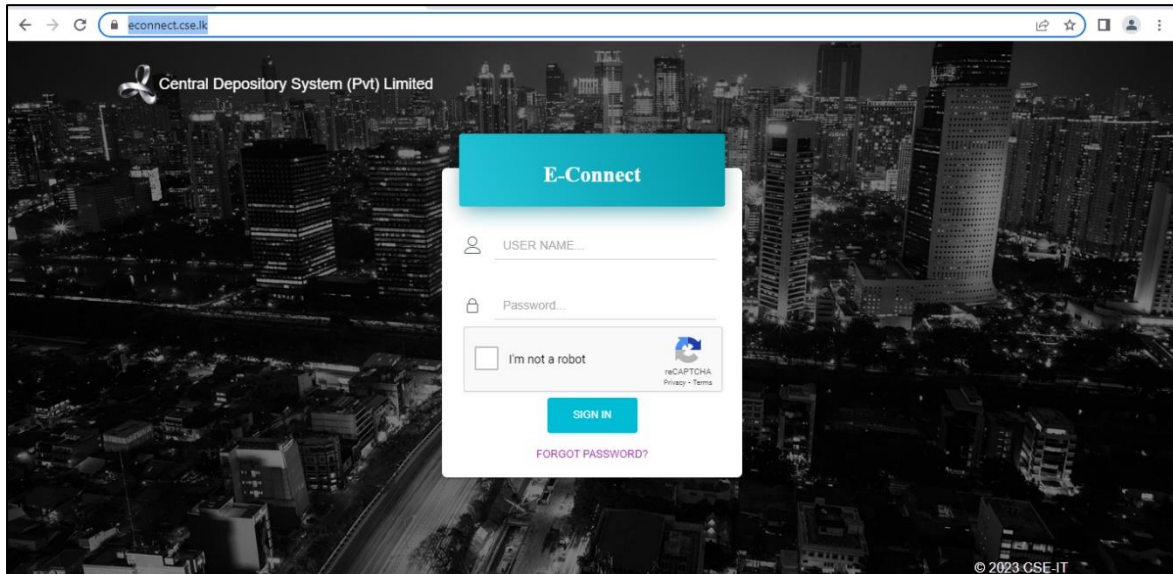 econnect.cse.lk
Central Depository System (Pvt) Limited
E-Connect
USER NAME...
Password...
I'm not a robot
reCAPTCHA
Privacy - Terms
SIGN IN
FORGOT PASSWORD?
© 2023 CSE-IT